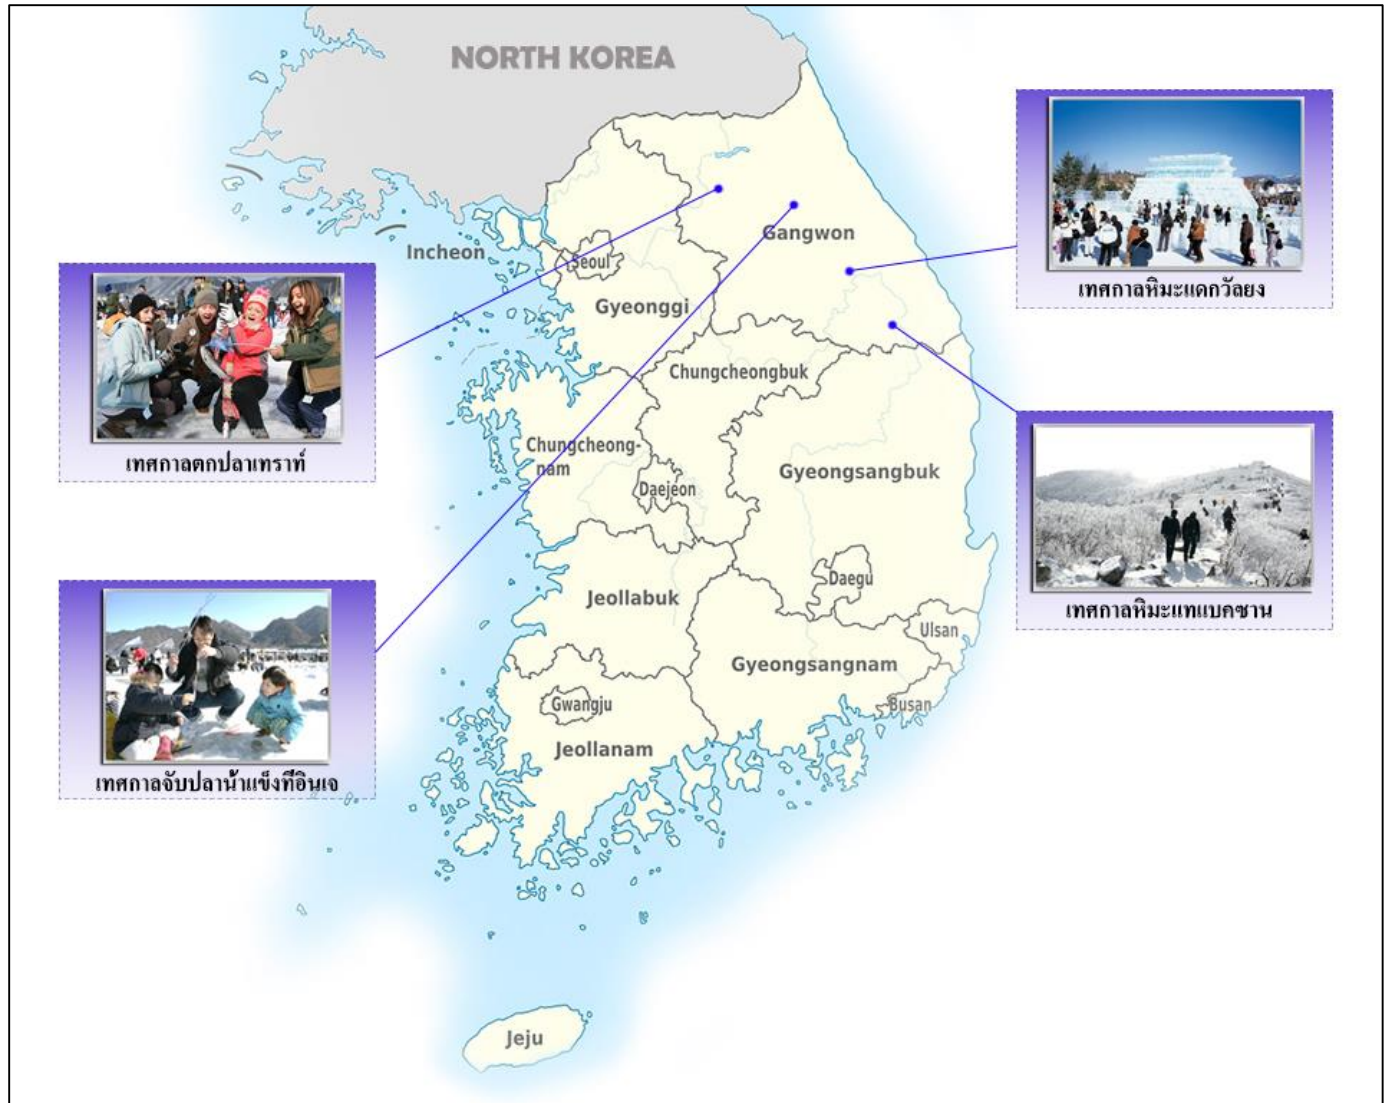 NORTH KOREA
Incheon
Seoul
Gangwon
Gyeonggi
เทศกาลหิมะแดกวัลยง
เทศกาลตกปลาเทราท์
Chungcheongbuk
Chungcheong-
nam
Daejeon
Gyeongsangbuk
เทศกาลหิมะแทแบคซาน
Jeollabuk
Daegu
Ulsan
Gyeongsangnam
Gwangju
Busan
Jeollanam
เทศกาลจับปลาน้ำแข็งที่อินเจ
Jeju